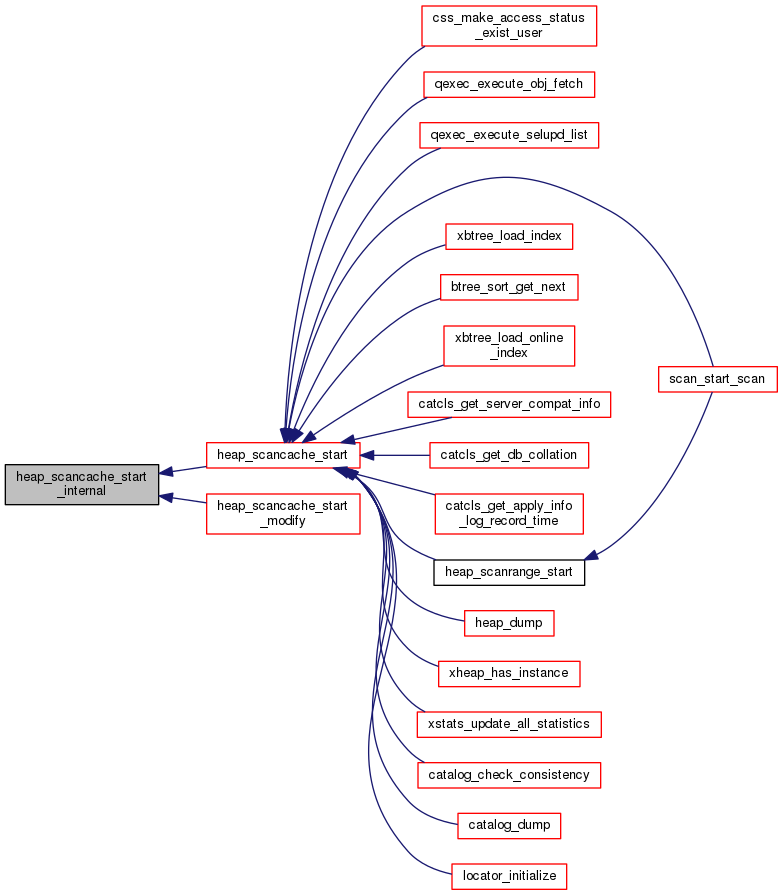 css_make_access_status
_exist_user
qexec_execute_obj_fetch
qexec_execute_selupd_list
xbtree_load_index
btree_sort_get_next
xbtree_load_online
_index
scan_start_scan
catcls_get_server_compat_info
heap_scancache_start
catcls_get_db_collation
heap_scancache_start
_internal
heap_scancache_start
_modify
catcls_get_apply_info
_log_record_time
heap_scanrange_start
heap_dump
xheap_has_instance
xstats_update_all_statistics
catalog_check_consistency
catalog_dump
locator_initialize